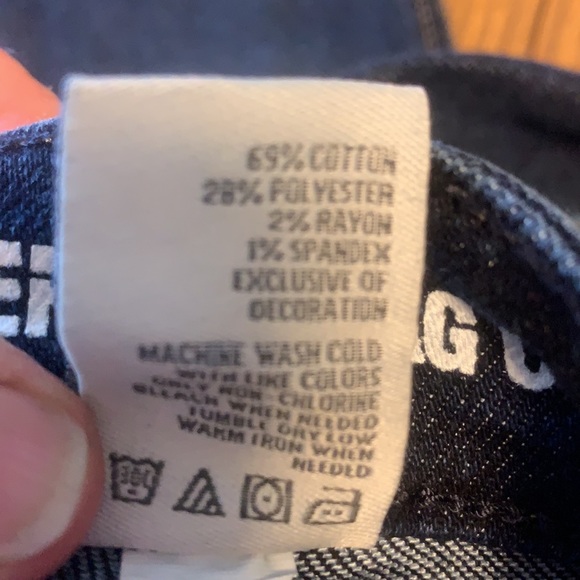 69% COTTON
28% POLYESTER
2% RAYON
1% SPANDEX
EXCLUSIVE OF
DECORATION
MACHINE WASH COLD
WITH LIKE COLORS
ONLY NON-CHLORINE
BLEACH WHEN NEEDED
TUMBLE DRY LOW
WARM IRON WHEN
NEEDED
30C